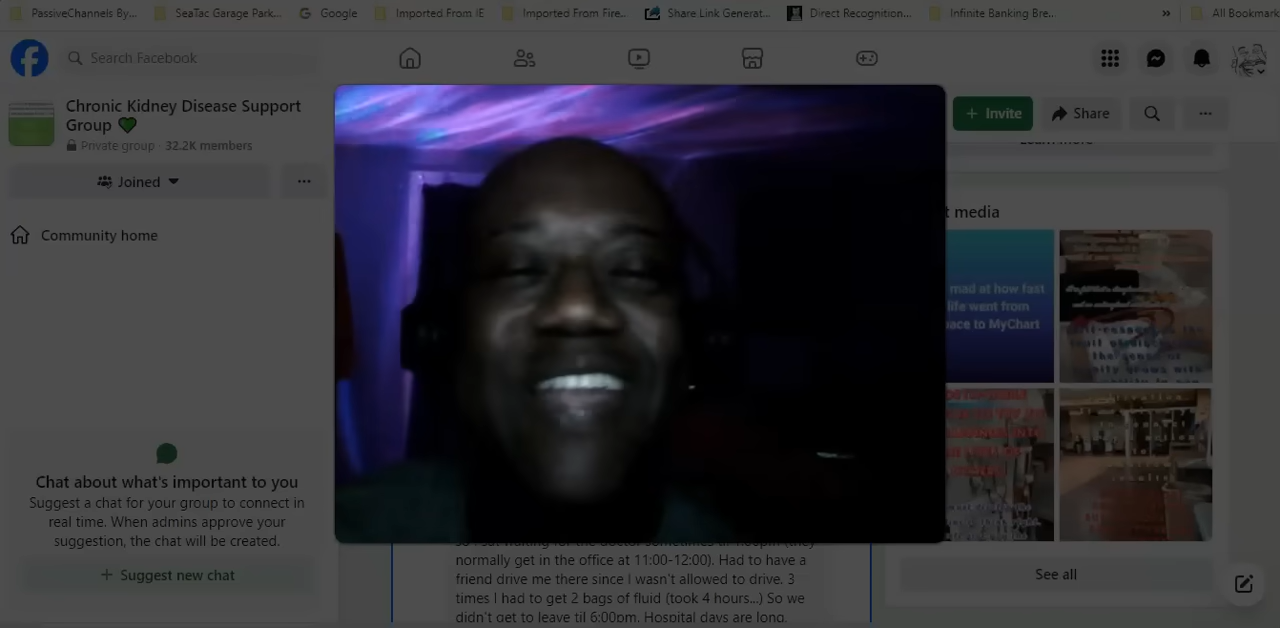 PassiveChannels By...
SeaTac Garage Park...
Google
Imported From IE
Imported From Fire...
Share Link Generat...
Direct Recognition...
Infinite Banking Bre...
»
All Bookmark
Search Facebook
Chronic Kidney Disease Support
Group
Private group · 32.2K members
Joined
Community home
Chat about what's important to you
Suggest a chat for your group to connect in
real time. When admins approve your
suggestion, the chat will be created.
+ Suggest new chat
normally get in the office at 11:00-12:00). Had to have a
friend drive me there since I wasn't allowed to drive. 3
times I had to get 2 bags of fluid (took 4 hours...) So we
didn't get to leave til 6:00pm. Hospital days are long.
+ Invite
Share
Learn more
t media
mad at how fast
life went from
ace to MyChart
See all